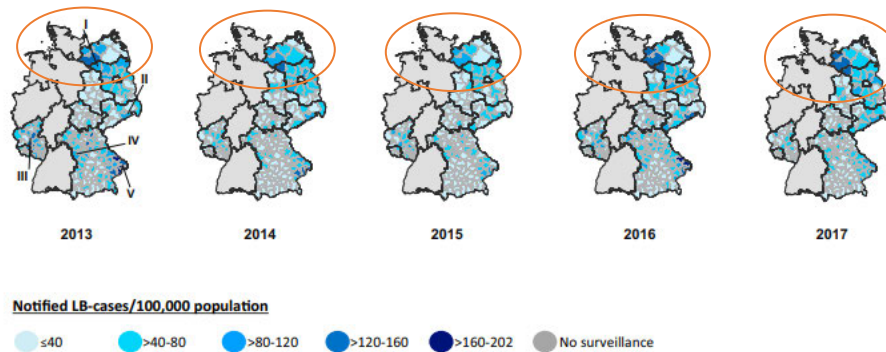 I
II
III
IV
V
2013 2014 2015 2016 2017
Notified LB-cases/100,000 population
≤40 >40-80 >80-120 >120-160 >160-202 No surveillance